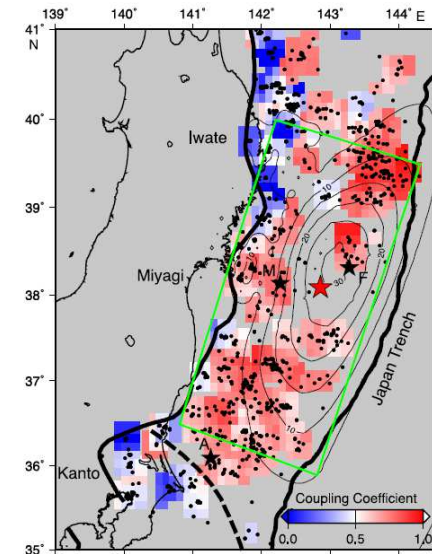 139° 140° 141° 142° 143° 144° E
41°
N
40°
Iwate
39°
Miyagi
M
F
38°
10
20
20
30
10
37°
Japan Trench
A
36°
Kanto
Coupling Coefficient
0.0 0.5 1.0
35°